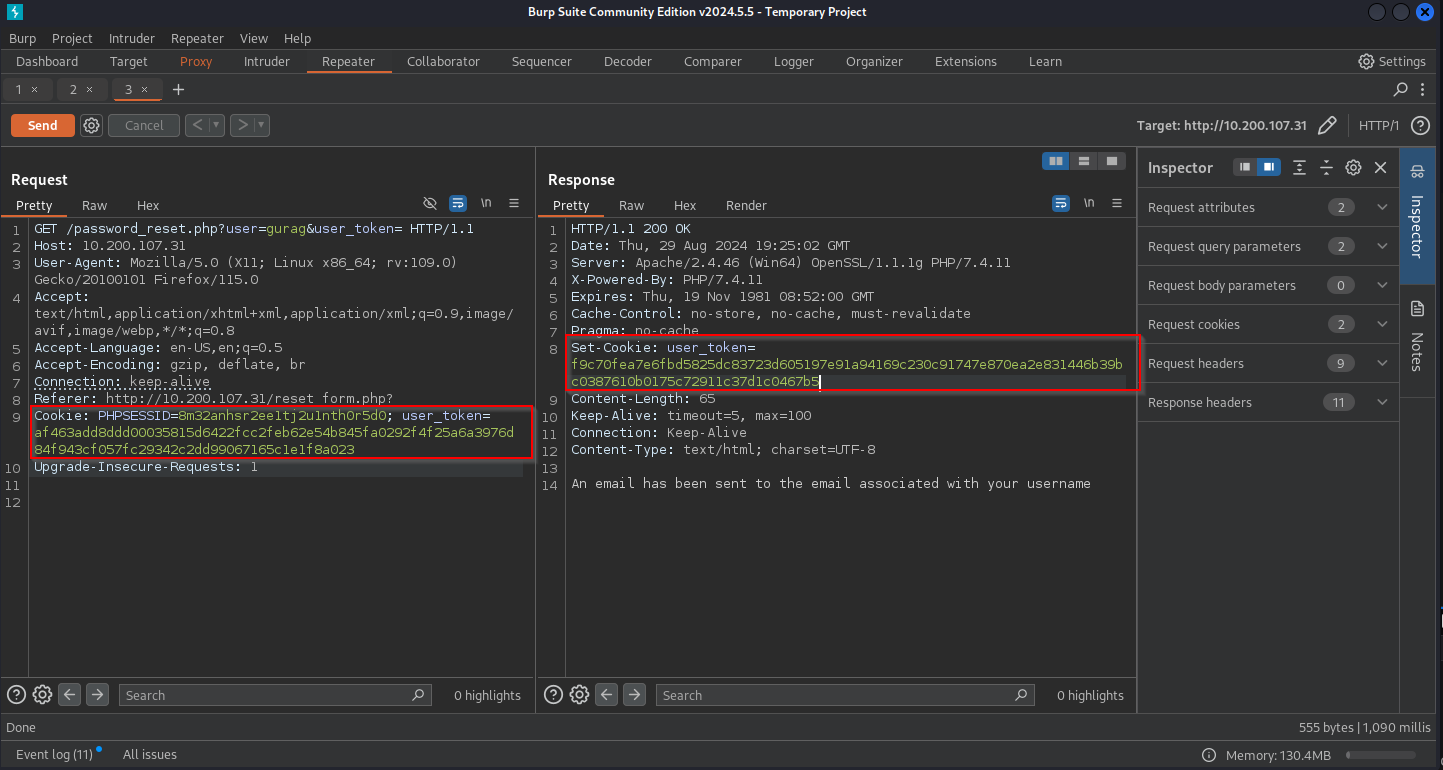 Burp Suite Community Edition v2024.5.5 - Temporary Project
Burp Project Intruder Repeater View Help
Dashboard Target Proxy Intruder Repeater Collaborator Sequencer Decoder Comparer Logger Organizer Extensions Learn Settings
1 × 2 × 3 × +
Send Cancel < > Target: http://10.200.107.31 HTTP/1 ?
Request
Pretty Raw Hex \n
1 GET /password_reset.php?user=gurag&user_token= HTTP/1.1
2 Host: 10.200.107.31
3 User-Agent: Mozilla/5.0 (X11; Linux x86_64; rv:109.0)
Gecko/20100101 Firefox/115.0
4 Accept:
text/html,application/xhtml+xml,application/xml;q=0.9,image/
avif,image/webp,*/*;q=0.8
5 Accept-Language: en-US,en;q=0.5
6 Accept-Encoding: gzip, deflate, br
7 Connection: keep-alive
8 Referer: http://10.200.107.31/reset_form.php?
9 Cookie: PHPSESSID=8m32anhsr2ee1tj2u1nth0r5d0; user_token=
af463add8ddd00035815d6422fcc2feb62e54b845fa0292f4f25a6a3976d
84f943cf057fc29342c2dd99067165c1e1f8a023
10 Upgrade-Insecure-Requests: 1
11
12
Response
Pretty Raw Hex Render \n
1 HTTP/1.1 200 OK
2 Date: Thu, 29 Aug 2024 19:25:02 GMT
3 Server: Apache/2.4.46 (Win64) OpenSSL/1.1.1g PHP/7.4.11
4 X-Powered-By: PHP/7.4.11
5 Expires: Thu, 19 Nov 1981 08:52:00 GMT
6 Cache-Control: no-store, no-cache, must-revalidate
7 Pragma: no-cache
8 Set-Cookie: user_token=
f9c70fea7e6fbd5825dc83723d605197e91a94169c230c91747e870ea2e831446b39b
c0387610b0175c72911c37d1c0467b5
9 Content-Length: 65
10 Keep-Alive: timeout=5, max=100
11 Connection: Keep-Alive
12 Content-Type: text/html; charset=UTF-8
13
14 An email has been sent to the email associated with your username
Inspector
Request attributes 2
Request query parameters 2
Request body parameters 0
Request cookies 2
Request headers 9
Response headers 11
Inspector
Notes
? Search 0 highlights
? Search 0 highlights
Done 555 bytes | 1,090 millis
Event log (11) All issues Memory: 130.4MB